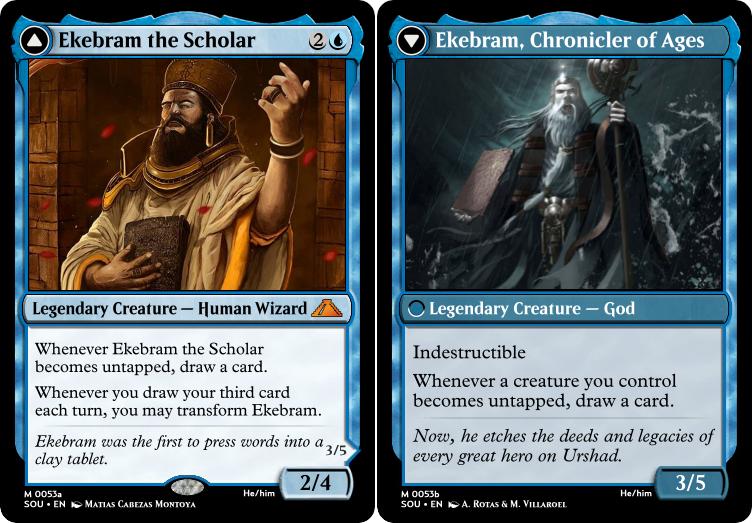 Ekebram the Scholar
2
Legendary Creature — Human Wizard
Whenever Ekebram the Scholar
becomes untapped, draw a card.
Whenever you draw your third card
each turn, you may transform Ekebram.
Ekebram was the first to press words into a
clay tablet.
3/5
2/4
M 0053a
He/him
SOU • EN Matias Cabezas Montoya
Ekebram, Chronicler of Ages
Legendary Creature — God
Indestructible
Whenever a creature you control
becomes untapped, draw a card.
Now, he etches the deeds and legacies of
every great hero on Urshad.
3/5
M 0053b
He/him
SOU • EN A. Rotas & M. Villaroel